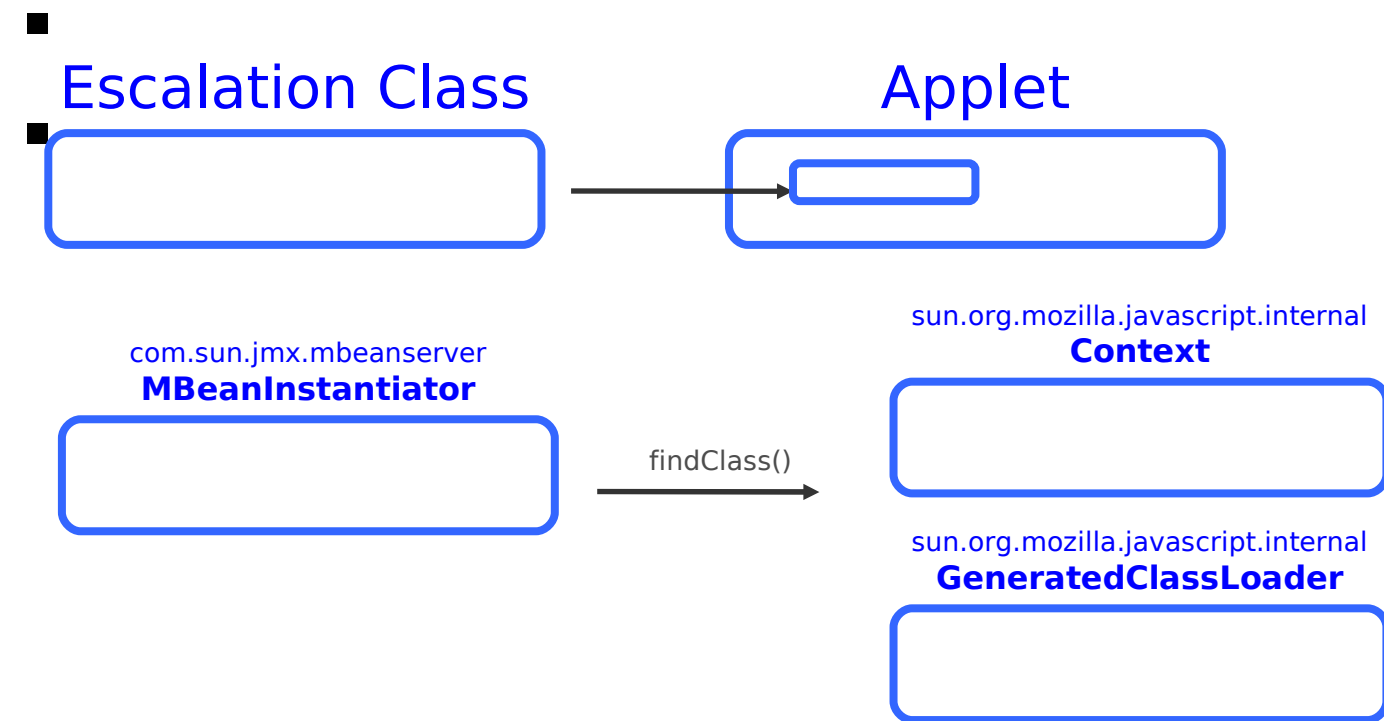 Escalation Class
Applet
com.sun.jmx.mbeanserver
MBeanInstantiator
findClass()
sun.org.mozilla.javascript.internal
Context
sun.org.mozilla.javascript.internal
GeneratedClassLoader